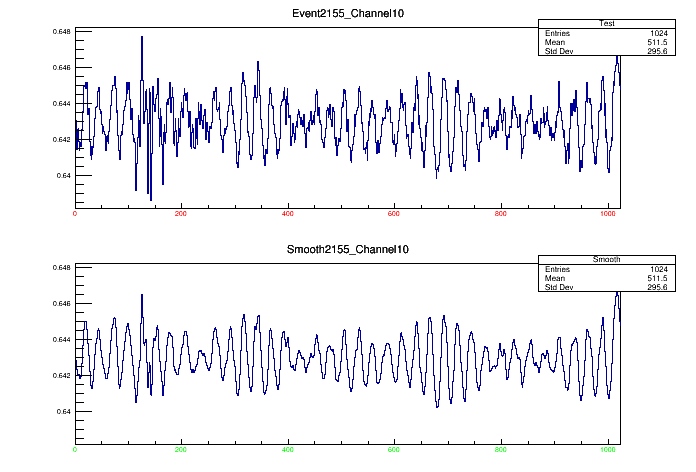 Event2155_Channel10
Test
Entries 1024
Mean 511.5
Std Dev 295.6
0.648
0.646
0.644
0.642
0.64
0 200 400 600 800 1000
Smooth2155_Channel10
Smooth
Entries 1024
Mean 511.5
Std Dev 295.6
0.648
0.646
0.644
0.642
0.64
0 200 400 600 800 1000